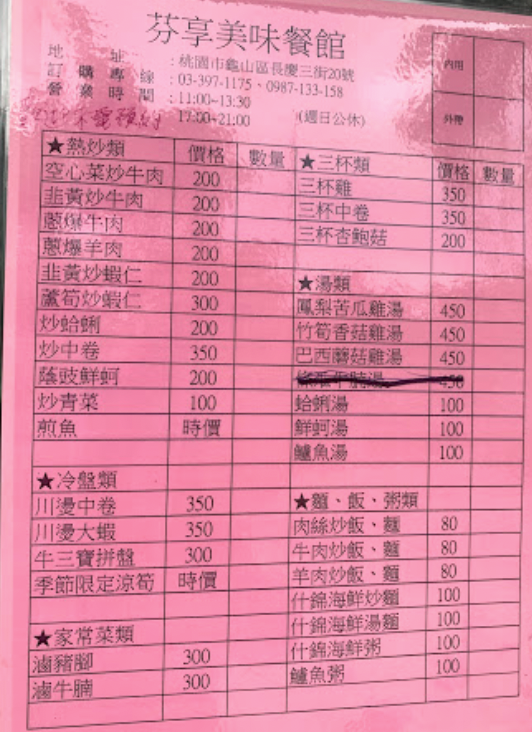 芬享美味餐館
地 址：桃園市龜山區長慶三街20號
訂購專線：03-397-1175、0987-133-158
營業時間：11:00~13:30
17:00~21:00 (週日公休)
內用
外帶
★熱炒類 價格 數量
空心菜炒牛肉 200
韭黃炒牛肉 200
蔥爆牛肉 200
蔥爆羊肉 200
韭黃炒蝦仁 200
蘆筍炒蝦仁 300
炒蛤蜊 200
炒中卷 350
蔭豉鮮蚵 200
炒青菜 100
煎魚 時價
★冷盤類
川燙中卷 350
川燙大蝦 350
牛三寶拼盤 300
季節限定涼筍 時價
★家常菜類
滷豬腳 300
滷牛腩 300
★三杯類 價格 數量
三杯雞 350
三杯中卷 350
三杯杏鮑菇 200
★湯類
鳳梨苦瓜雞湯 450
竹筍香菇雞湯 450
巴西蘑菇雞湯 450
湯 450
蛤蜊湯 100
鮮蚵湯 100
鱸魚湯 100
★麵、飯、粥類
肉絲炒飯、麵 80
牛肉炒飯、麵 80
羊肉炒飯、麵 80
什錦海鮮炒麵 100
什錦海鮮湯麵 100
什錦海鮮粥 100
鱸魚粥 100